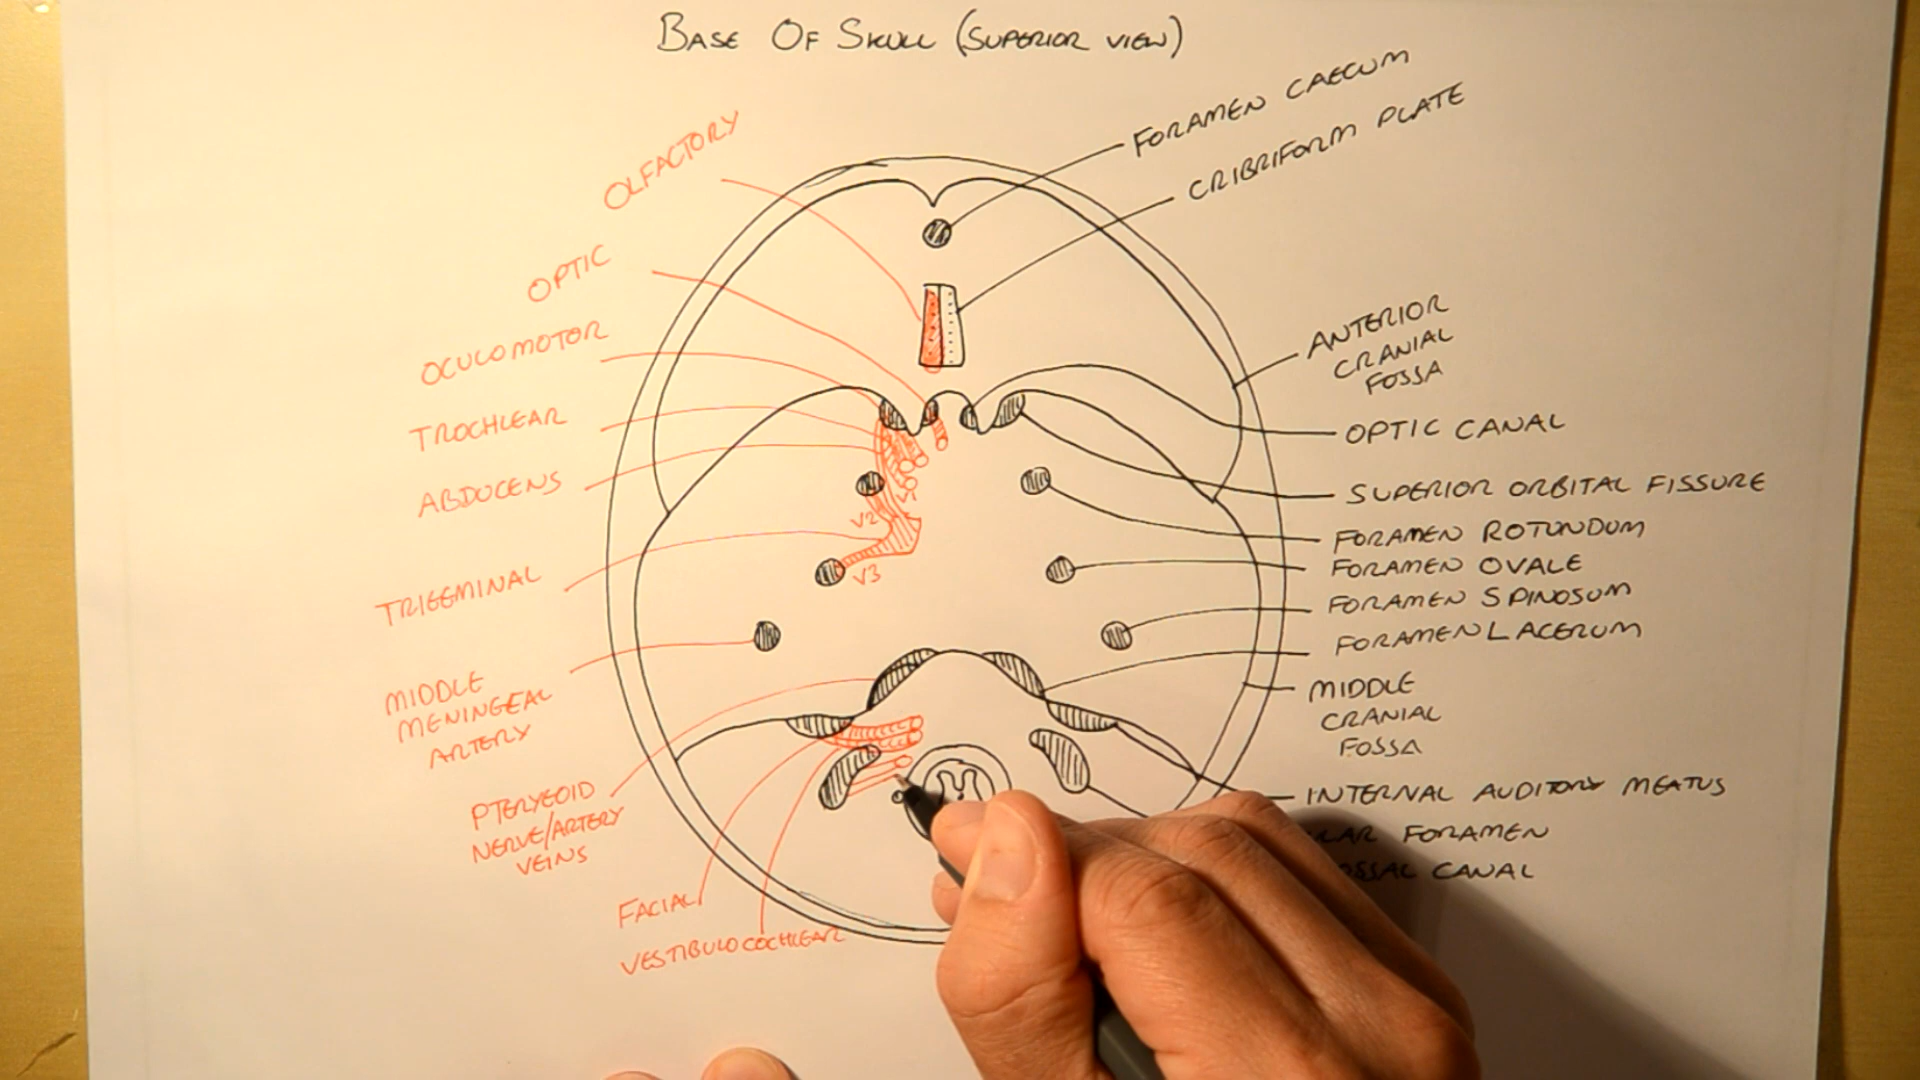 BASE OF SKULL (SUPERIOR VIEW)
FORAMEN CAECUM
CRIBRIFORM PLATE
OLFACTORY
OPTIC
OCULOMOTOR
TROCHLEAR
ABDUCENS
TRIGEMINAL
MIDDLE
MENINGEAL
ARTERY
PTERYGOID
NERVE/ARTERY
VEINS
FACIAL
VESTIBULOCOCHLEAR
V1
V2
V3
ANTERIOR
CRANIAL
FOSSA
OPTIC CANAL
SUPERIOR ORBITAL FISSURE
FORAMEN ROTUNDUM
FORAMEN OVALE
FORAMEN SPINOSUM
FORAMEN LACERUM
MIDDLE
CRANIAL
FOSSA
INTERNAL AUDITORY MEATUS
FORAMEN
CANAL